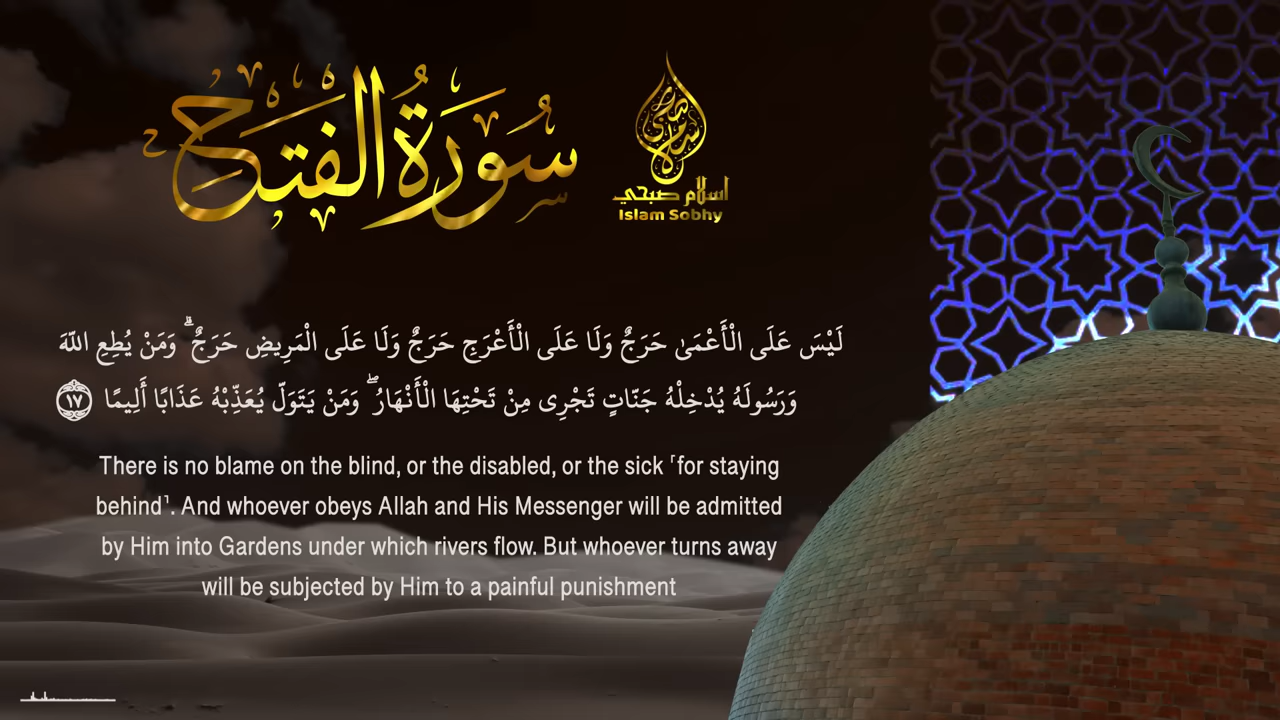 سُورَةُ الْفَتْحِ
اسلام صبحي
Islam Sobhy
لَيْسَ عَلَى الْأَعْمَىٰ حَرَجٌ وَلَا عَلَى الْأَعْرَجِ حَرَجٌ وَلَا عَلَى الْمَرِيضِ حَرَجٌ ۗ وَمَنْ يُطِعِ اللَّهَ
وَرَسُولَهُ يُدْخِلْهُ جَنَّاتٍ تَجْرِى مِنْ تَحْتِهَا الْأَنْهَارُ ۖ وَمَنْ يَتَوَلَّ يُعَذِّبْهُ عَذَابًا أَلِيمًا ١٧
There is no blame on the blind, or the disabled, or the sick ˹for staying
behind˺. And whoever obeys Allah and His Messenger will be admitted
by Him into Gardens under which rivers flow. But whoever turns away
will be subjected by Him to a painful punishment